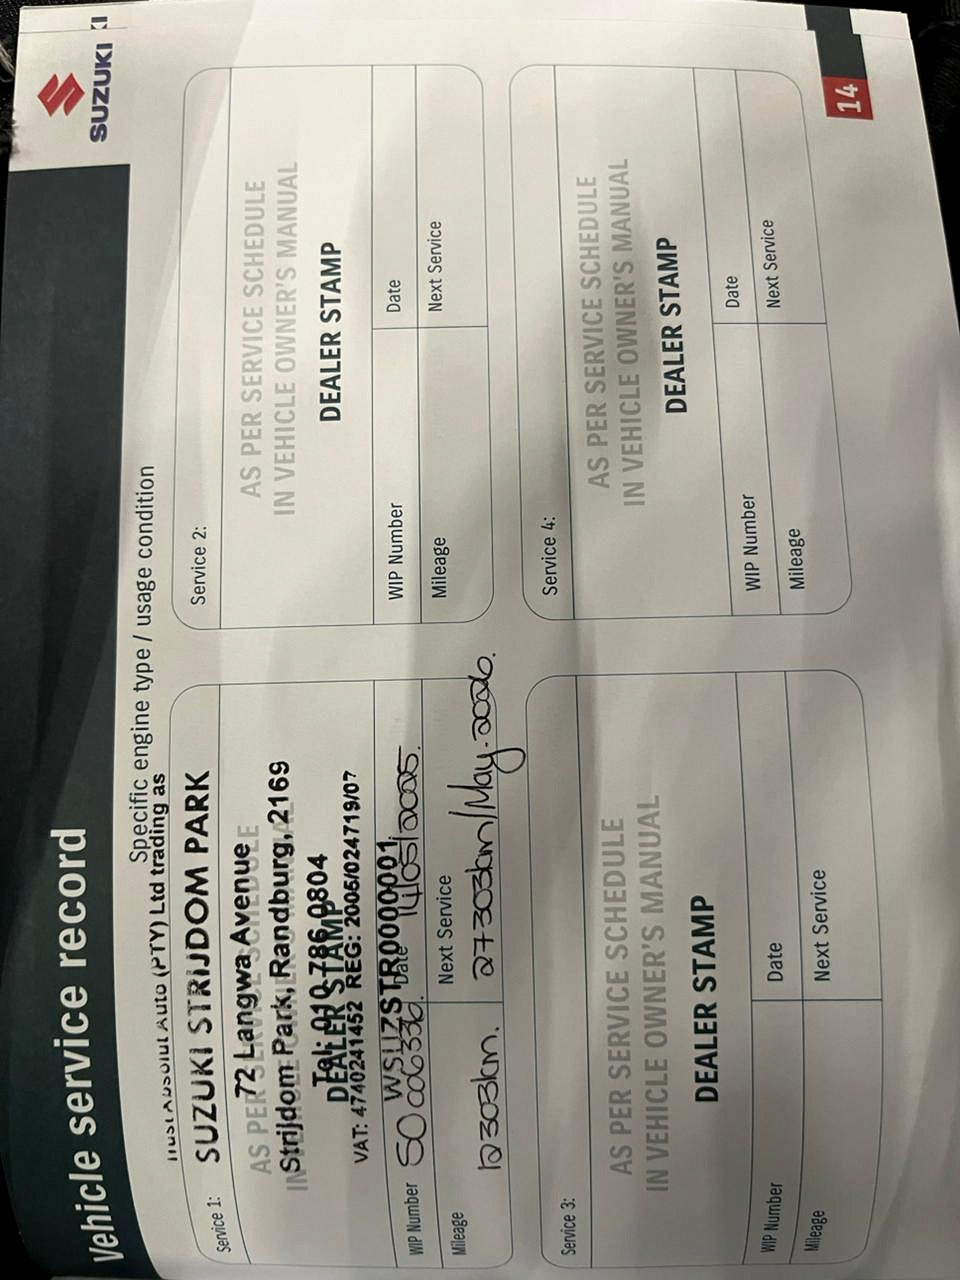 Vehicle service record
SUZUKI
Specific engine type / usage condition
Absolut Auto (PTY) Ltd trading as
Service 1:
SUZUKI STRIJDOM PARK
72 Langwa Avenue
AS PER SERVICE SCHEDULE
Strijdom Park, Randburg, 2169
IN VEHICLE OWNER'S MANUAL
Tel: 010 786 0804
DEALER STAMP
VAT: 4740241452 REG: 2005/024719/07
WSUZSTR0000001
WIP Number
Date 14/05/2025.
Mileage 12303km.
Next Service 27303km/May.2026.
Service 2:
AS PER SERVICE SCHEDULE
IN VEHICLE OWNER'S MANUAL
DEALER STAMP
WIP Number
Date
Mileage
Next Service
Service 3:
AS PER SERVICE SCHEDULE
IN VEHICLE OWNER'S MANUAL
DEALER STAMP
WIP Number
Date
Mileage
Next Service
Service 4:
AS PER SERVICE SCHEDULE
IN VEHICLE OWNER'S MANUAL
DEALER STAMP
WIP Number
Date
Mileage
Next Service
14